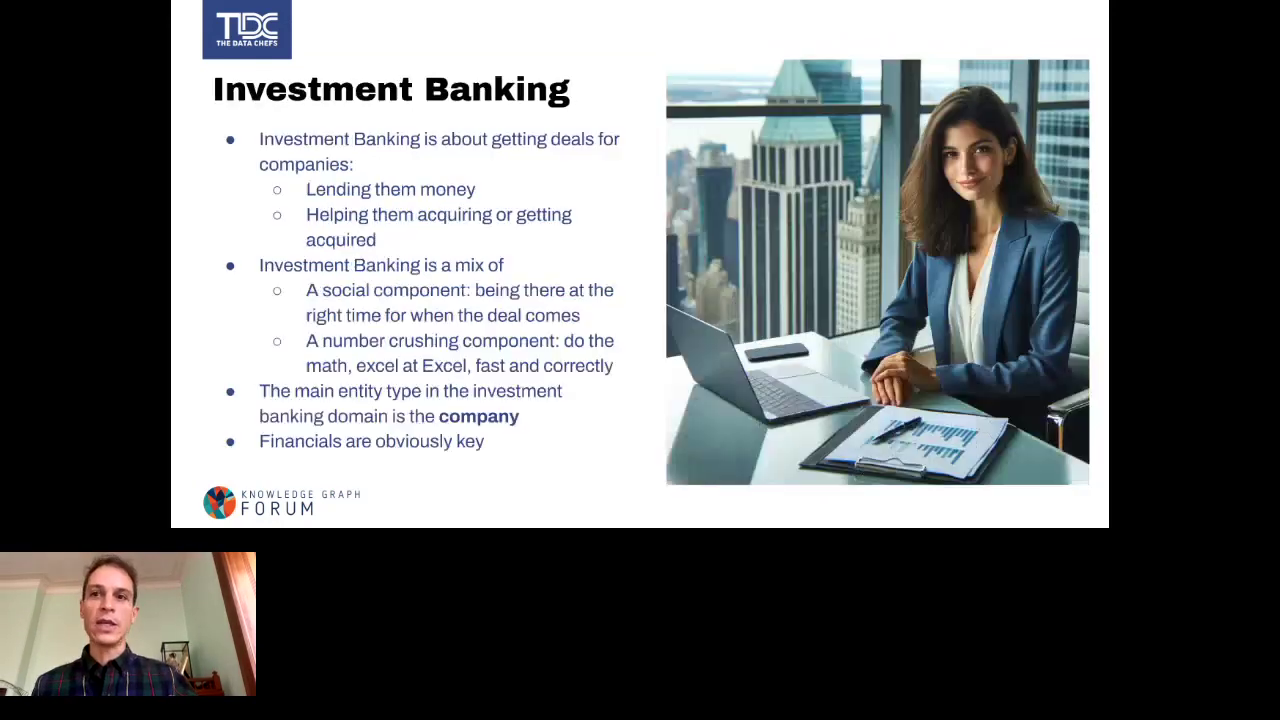 TDC
THE DATA CHEFS
Investment Banking
● Investment Banking is about getting deals for
companies:
○ Lending them money
○ Helping them acquiring or getting
acquired
● Investment Banking is a mix of
○ A social component: being there at the
right time for when the deal comes
○ A number crushing component: do the
math, excel at Excel, fast and correctly
● The main entity type in the investment
banking domain is the company
● Financials are obviously key
KNOWLEDGE GRAPH
FORUM